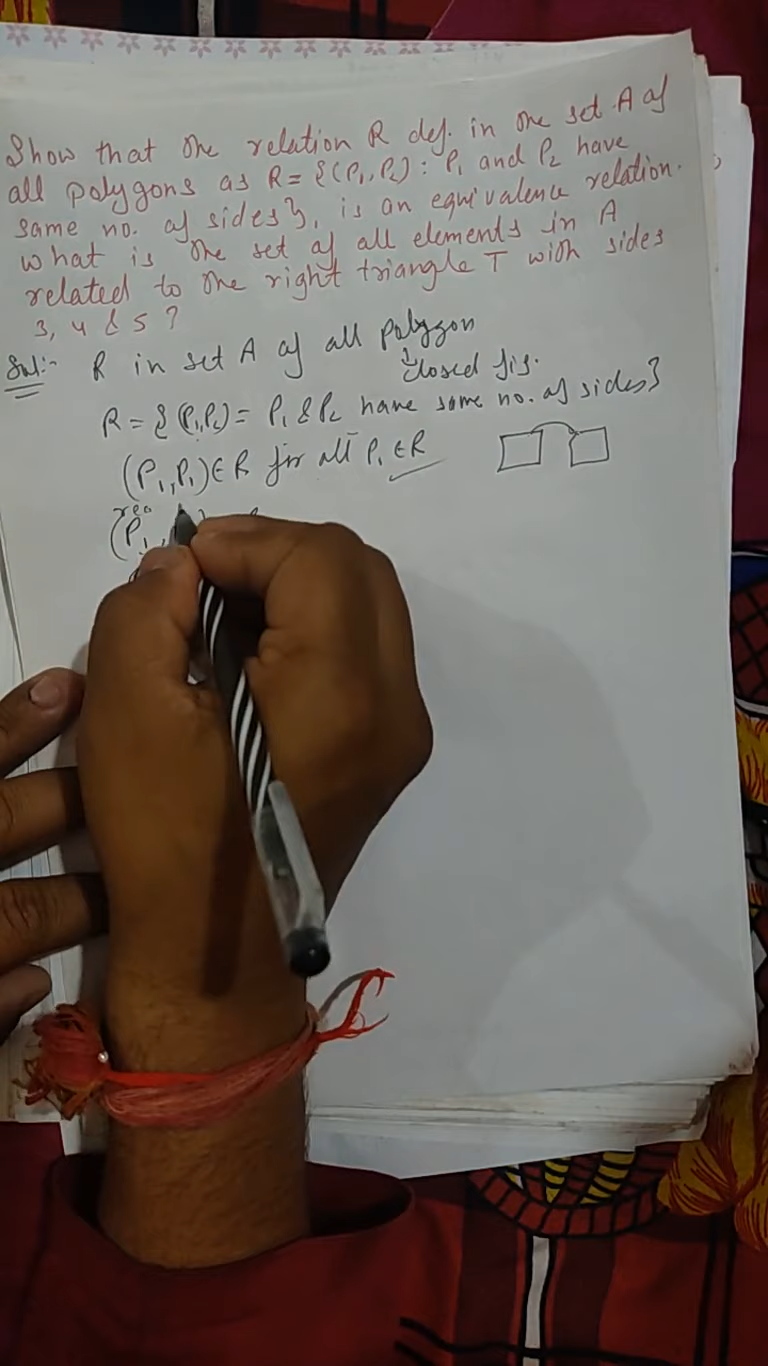 Show that the relation R def. in the set A of
all polygons as R = {(P₁, P₂) : P₁ and P₂ have
same no. of sides}, is an equivalence relation.
what is the set of all elements in A
related to the right triangle T with sides
3, 4 & 5 ?
Sol:- R in set A of all polygon
closed fig.
R = {(P₁,P₂) = P₁ & P₂ have same no. of sides}
(P₁, P₁) ∈ R for all P₁ ∈ R
(P₁,